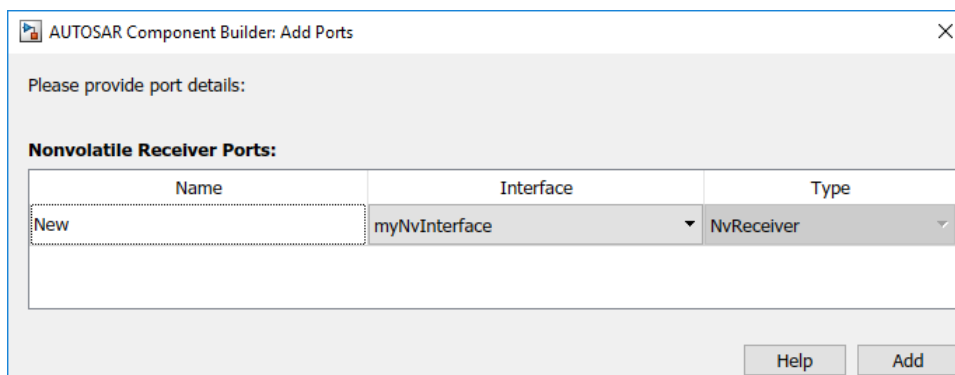 AUTOSAR Component Builder: Add Ports
Please provide port details:
Nonvolatile Receiver Ports:
Name Interface Type
New myNvInterface NvReceiver
Help Add